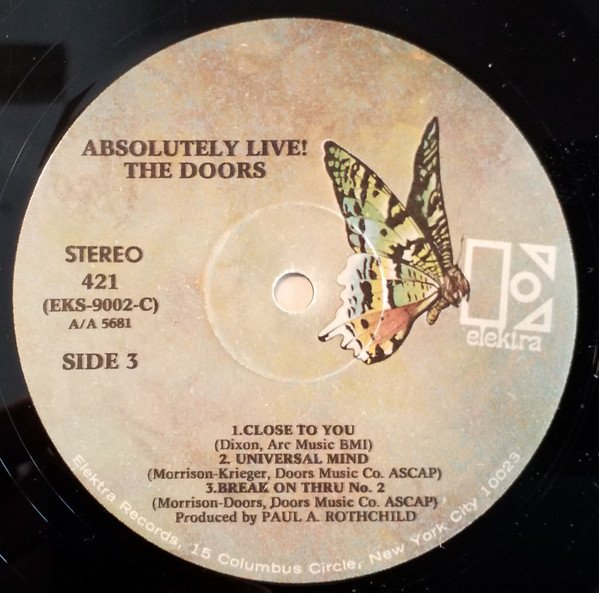 ABSOLUTELY LIVE!
THE DOORS
STEREO
421
(EKS-9002-C)
A/A 5681
SIDE 3
elektra
1.CLOSE TO YOU
(Dixon, Arc Music BMI)
2. UNIVERSAL MIND
(Morrison-Krieger, Doors Music Co. ASCAP)
3.BREAK ON THRU No. 2
(Morrison-Doors, Doors Music Co. ASCAP)
Produced by PAUL A. ROTHCHILD
Elektra Records, 15 Columbus Circle, New York City 10023